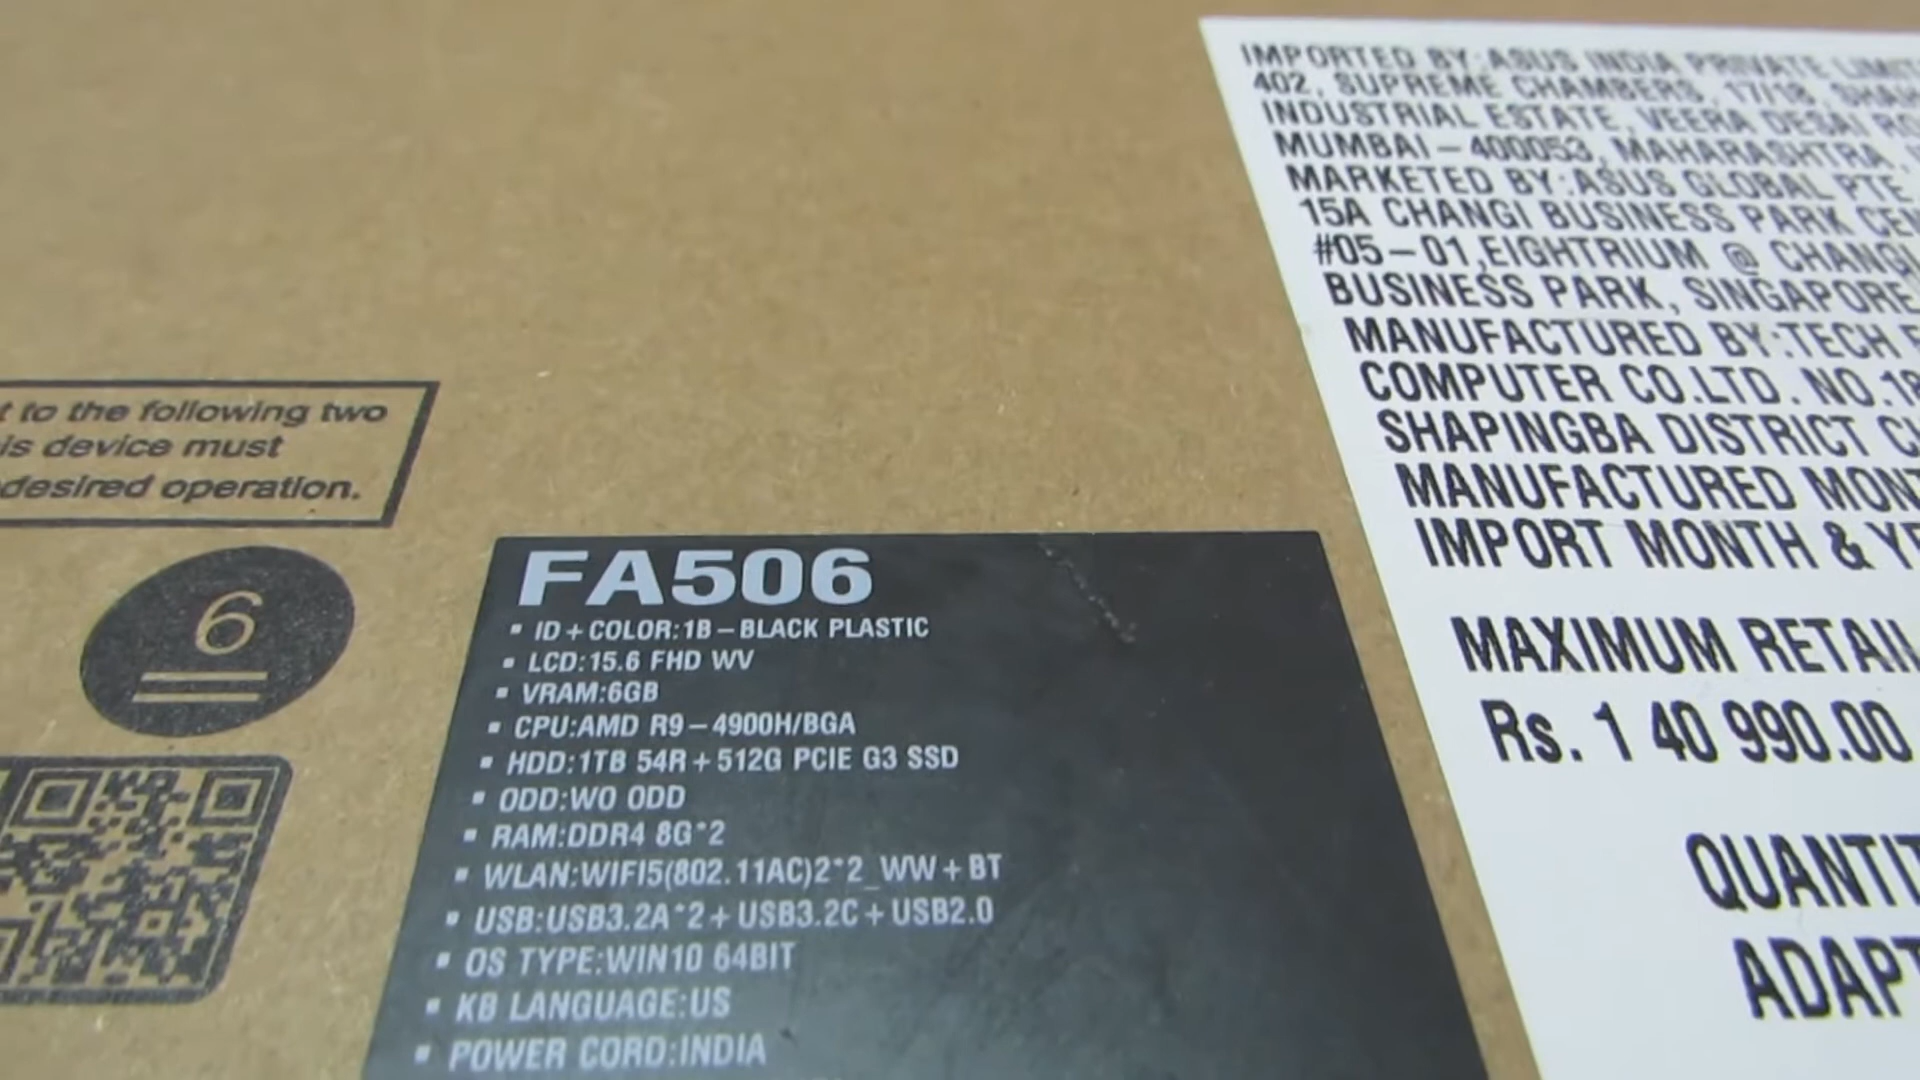 IMPORTED BY:ASUS INDIA PRIVATE
402, SUPREME CHAMBERS, 17/18,
INDUSTRIAL ESTATE, VEERA DESAI
MUMBAI-400053, MAHARASHTRA,
MARKETED BY:ASUS GLOBAL PTE
15A CHANGI BUSINESS PARK
#05-01,EIGHTRIUM @ CHANGI
BUSINESS PARK, SINGAPORE
MANUFACTURED BY:TECH
COMPUTER CO.LTD. NO.18
SHAPINGBA DISTRICT
MANUFACTURED
IMPORT MONTH &
MAXIMUM RETAIL
Rs. 1 40 990.00
t to the following two
is device must
desired operation.
6
FA506
▪ ID+COLOR:1B-BLACK PLASTIC
▪ LCD:15.6 FHD WV
▪ VRAM:6GB
▪ CPU:AMD R9-4900H/BGA
▪ HDD:1TB 54R+512G PCIE G3 SSD
▪ ODD:WO ODD
▪ RAM:DDR4 8G*2
▪ WLAN:WIFI5(802.11AC)2*2_WW+BT
▪ USB:USB3.2A*2+USB3.2C+USB2.0
▪ OS TYPE:WIN10 64BIT
▪ KB LANGUAGE:US
▪ POWER CORD:INDIA